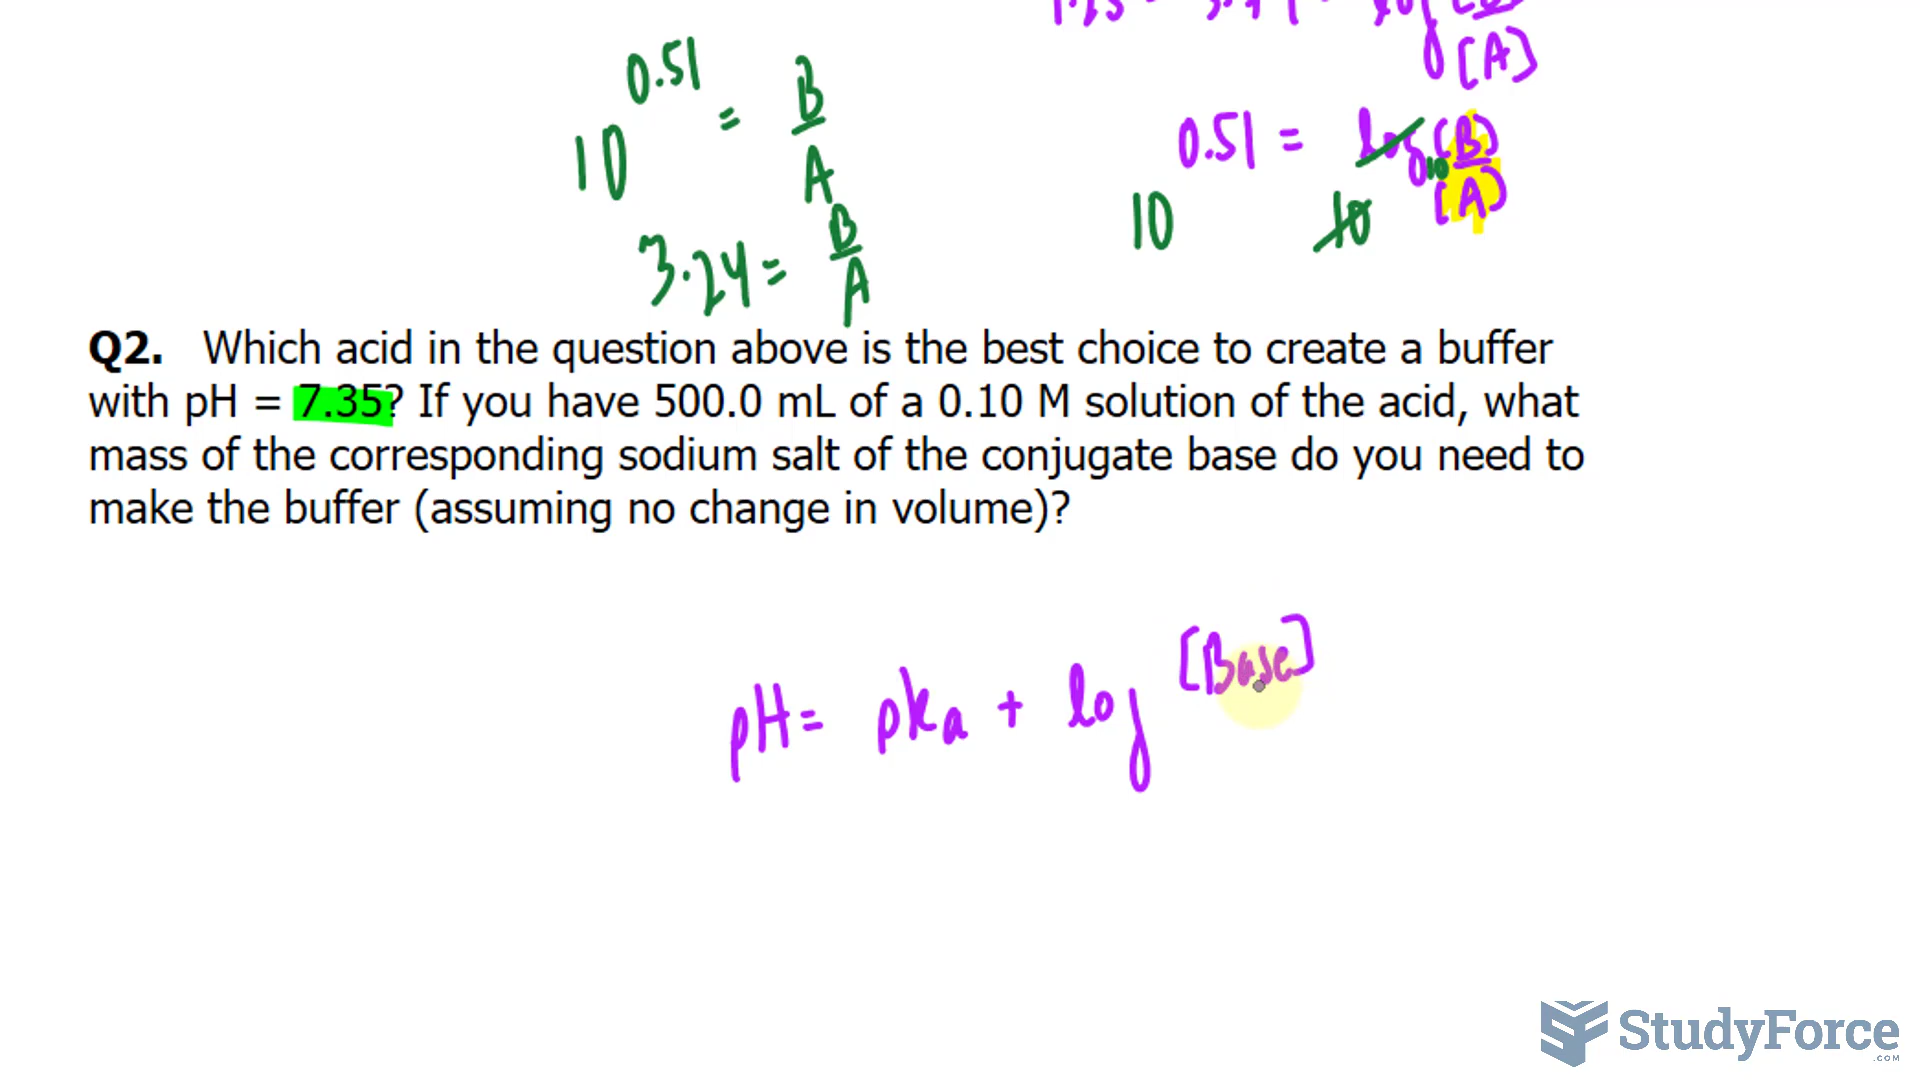 [A]
10^0.51 = B/A
0.51 = log10 [B]/[A]
10 10
3.24 = B/A
Q2. Which acid in the question above is the best choice to create a buffer
with pH = 7.35? If you have 500.0 mL of a 0.10 M solution of the acid, what
mass of the corresponding sodium salt of the conjugate base do you need to
make the buffer (assuming no change in volume)?
pH = pka + log [Base]
StudyForce
.COM